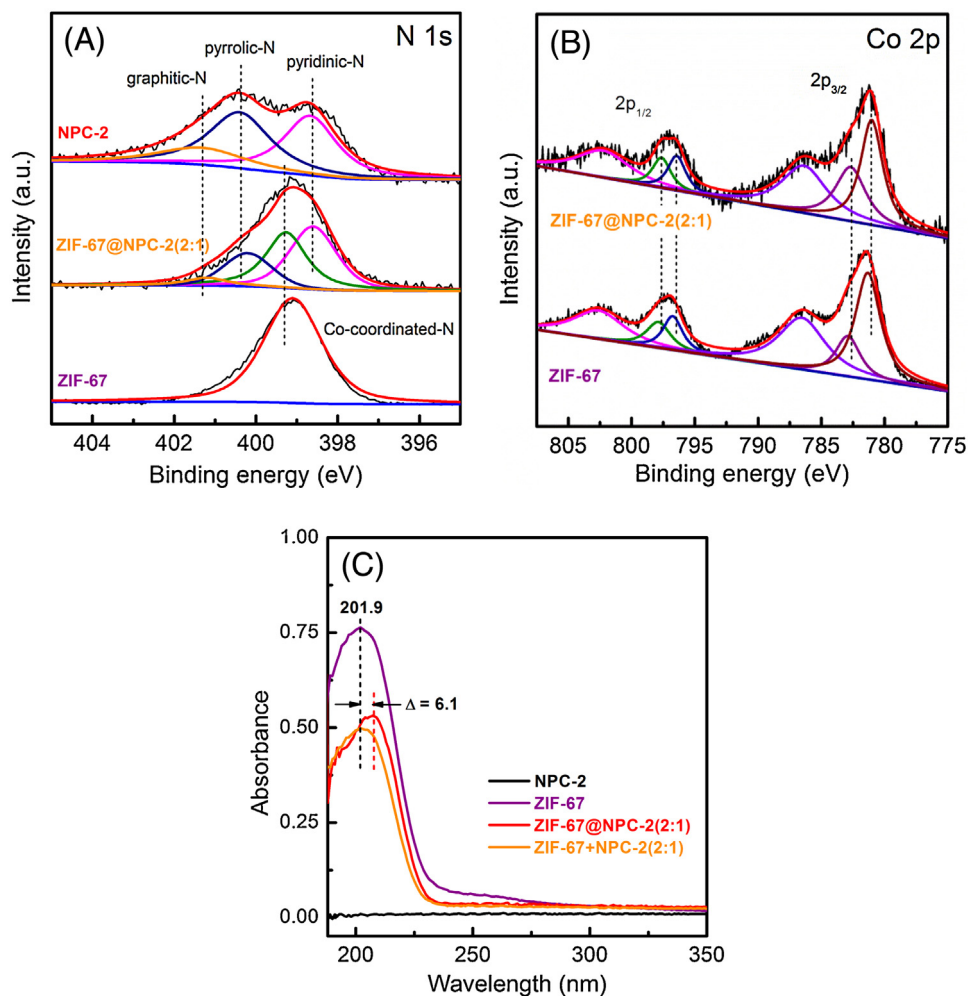 (A)
N 1s
pyrrolic-N
graphitic-N
pyridinic-N
NPC-2
ZIF-67@NPC-2(2:1)
Co-coordinated-N
ZIF-67
Intensity (a.u.)
404 402 400 398 396
Binding energy (eV)
(B)
Co 2p
2p3/2
2p1/2
ZIF-67@NPC-2(2:1)
ZIF-67
Intensity (a.u.)
805 800 795 790 785 780 775
Binding energy (eV)
(C)
1.00
201.9
0.75
Δ = 6.1
0.50
NPC-2
ZIF-67
ZIF-67@NPC-2(2:1)
ZIF-67+NPC-2(2:1)
0.25
0.00
Absorbance
200 250 300 350
Wavelength (nm)